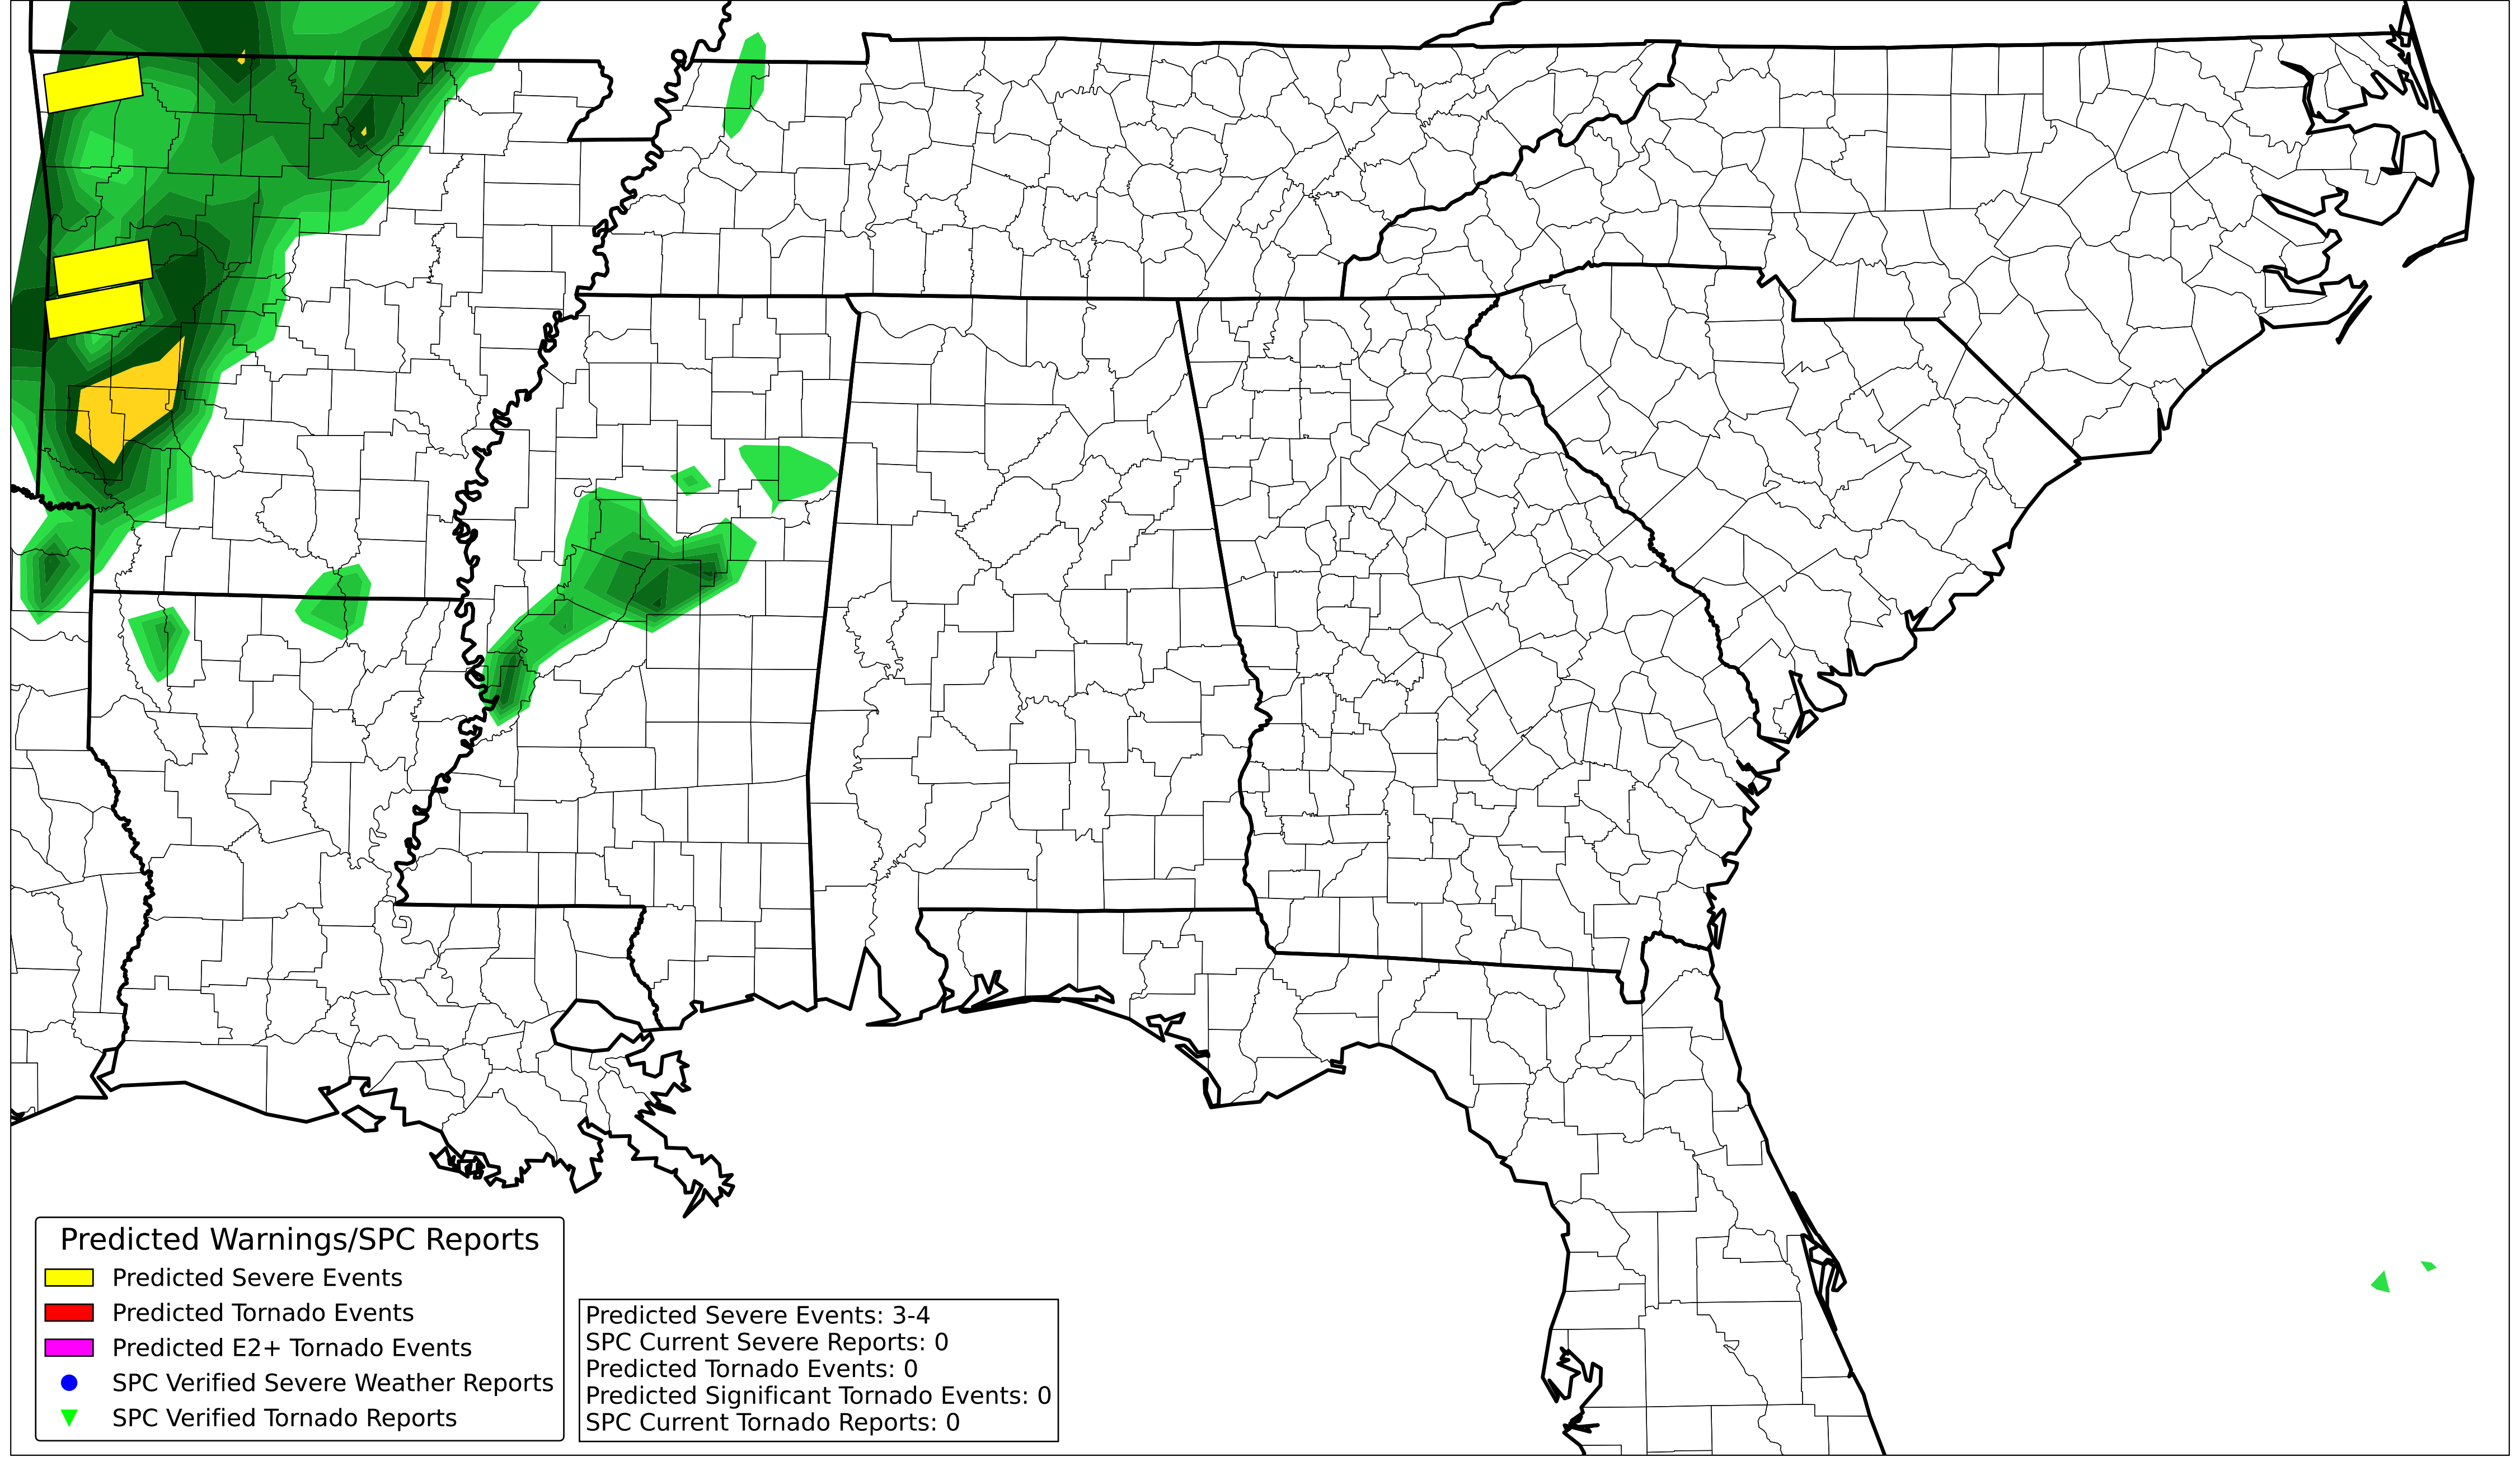 Predicted Warnings/SPC Reports
Predicted Severe Events
Predicted Tornado Events
Predicted E2+ Tornado Events
SPC Verified Severe Weather Reports
SPC Verified Tornado Reports
Predicted Severe Events: 3-4
SPC Current Severe Reports: 0
Predicted Tornado Events: 0
Predicted Significant Tornado Events: 0
SPC Current Tornado Reports: 0